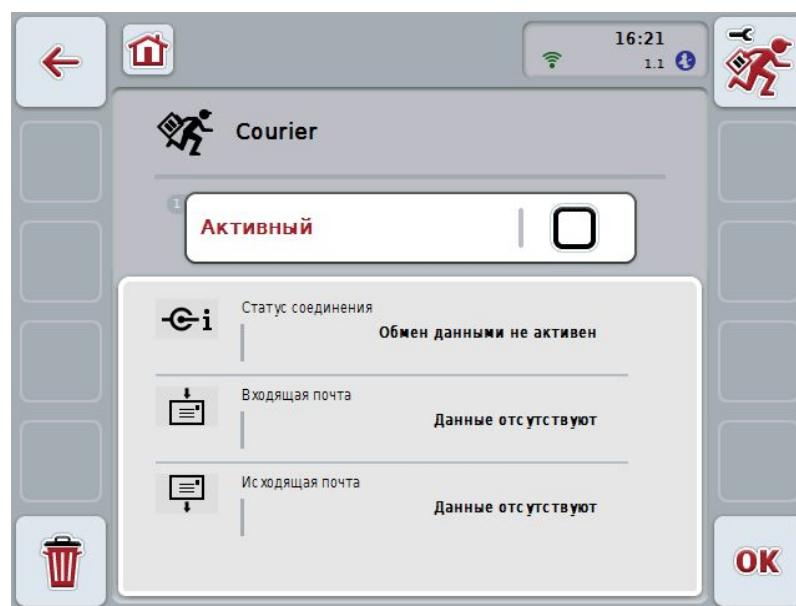 16:21
1.1
Courier
1
Активный
Статус соединения
Обмен данными не активен
Входящая почта
Данные отсутствуют
Исходящая почта
Данные отсутствуют
OK